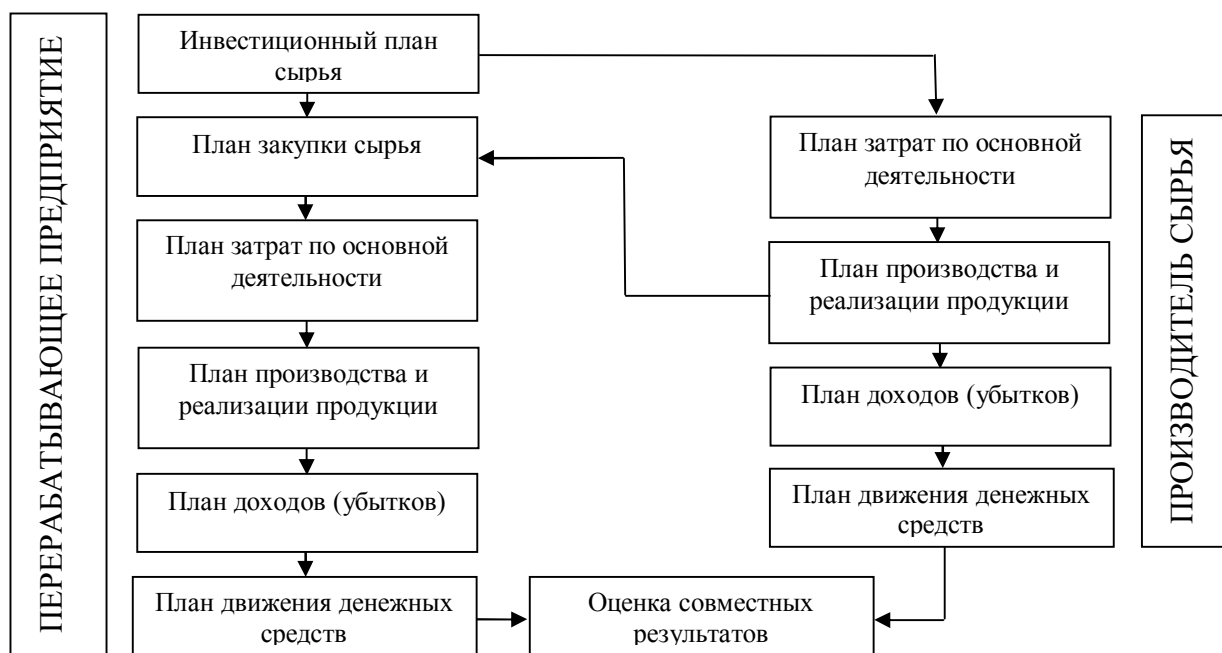 ПЕРЕРАБАТЫВАЮЩЕЕ ПРЕДПРИЯТИЕ
Инвестиционный план
сырья
План закупки сырья
План затрат по основной
деятельности
План производства и
реализации продукции
План доходов (убытков)
План движения денежных
средств
Оценка совместных
результатов
План затрат по основной
деятельности
План производства и
реализации продукции
План доходов (убытков)
План движения денежных
средств
ПРОИЗВОДИТЕЛЬ СЫРЬЯ